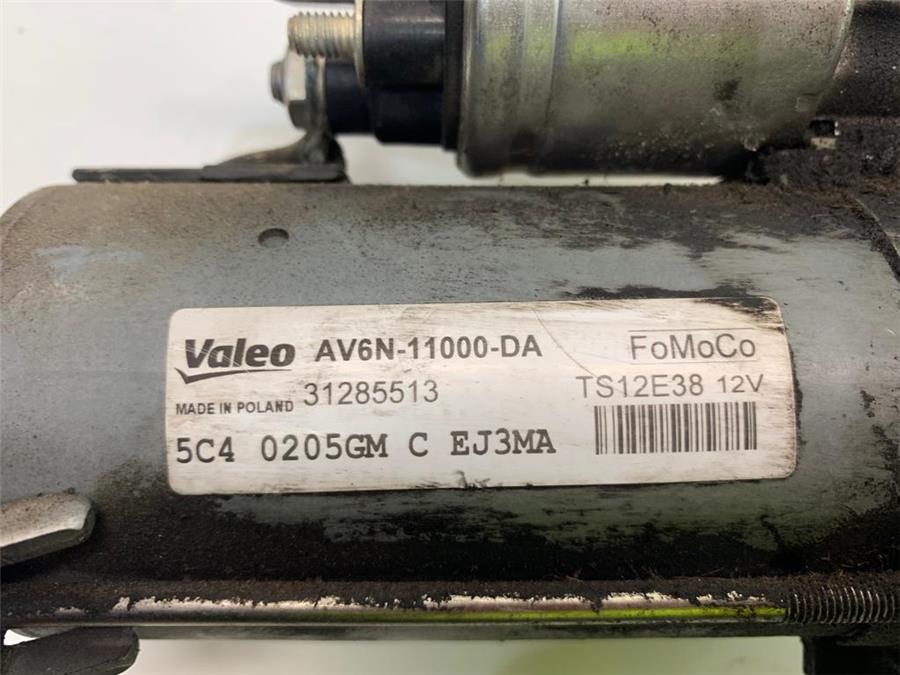 Valeo AV6N-11000-DA FoMoCo
31285513 TS12E38 12V
MADE IN POLAND
5C4 0205GM C EJ3MA